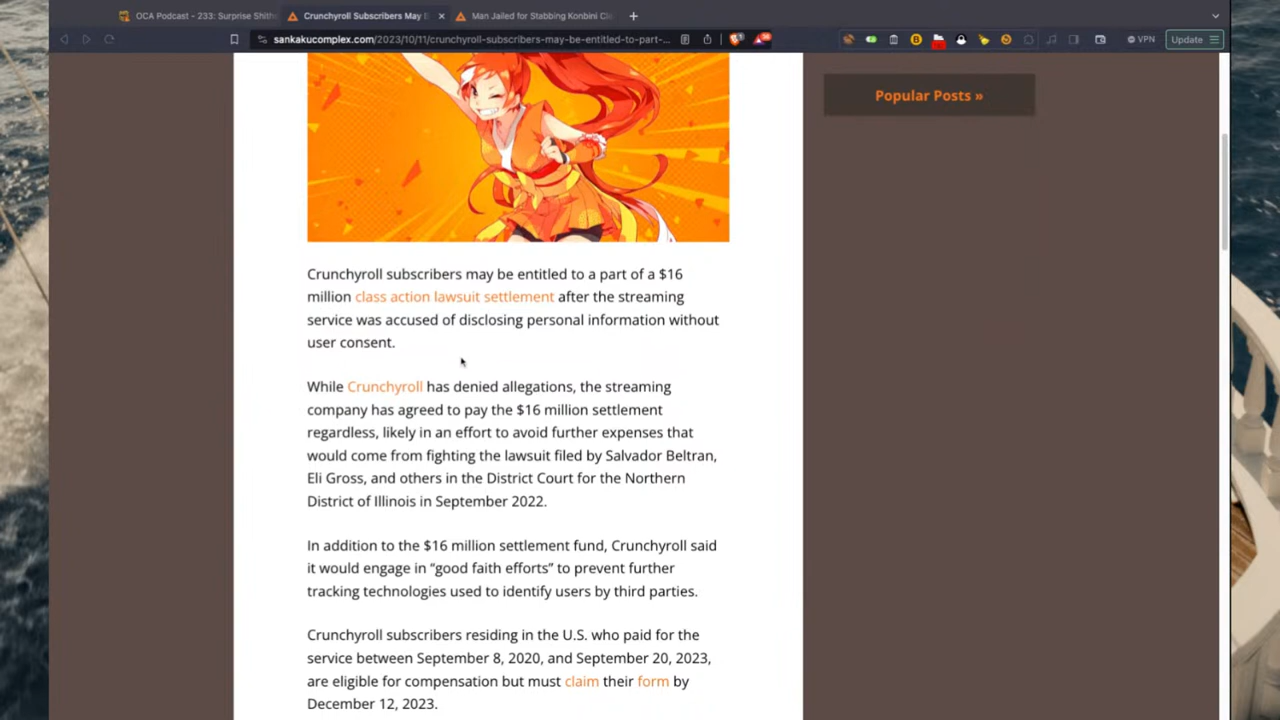 OCA Podcast - 233: Surprise Shith
Crunchyroll Subscribers May
Man Jailed for Stabbing Konbini Cl
sankakucomplex.com/2023/10/11/crunchyroll-subscribers-may-be-entitled-to-part-...
VPN
Update
Popular Posts »
Crunchyroll subscribers may be entitled to a part of a $16
million class action lawsuit settlement after the streaming
service was accused of disclosing personal information without
user consent.
While Crunchyroll has denied allegations, the streaming
company has agreed to pay the $16 million settlement
regardless, likely in an effort to avoid further expenses that
would come from fighting the lawsuit filed by Salvador Beltran,
Eli Gross, and others in the District Court for the Northern
District of Illinois in September 2022.
In addition to the $16 million settlement fund, Crunchyroll said
it would engage in “good faith efforts” to prevent further
tracking technologies used to identify users by third parties.
Crunchyroll subscribers residing in the U.S. who paid for the
service between September 8, 2020, and September 20, 2023,
are eligible for compensation but must claim their form by
December 12, 2023.